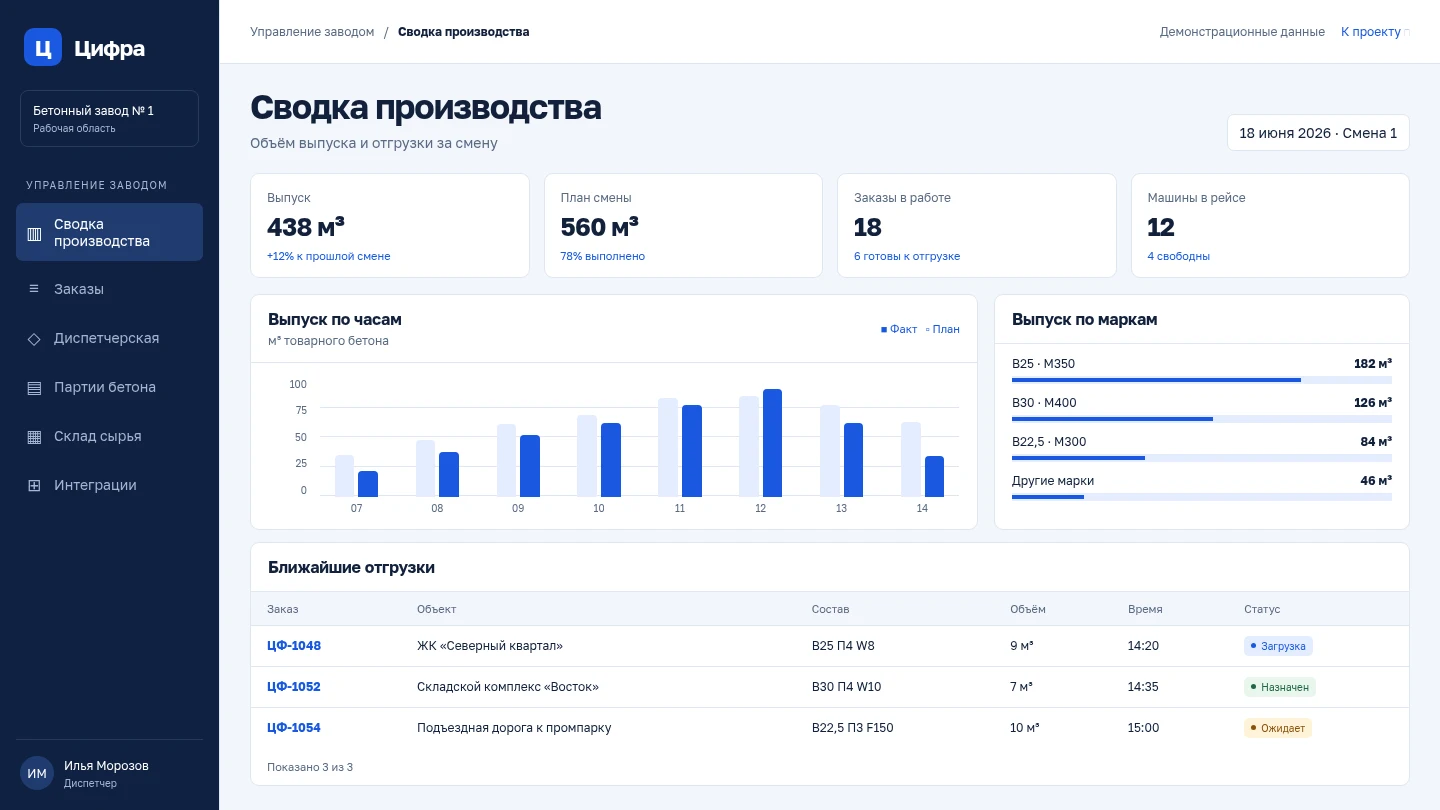 Ц Цифра
Бетонный завод № 1
Рабочая область
УПРАВЛЕНИЕ ЗАВОДОМ
Сводка
производства
Заказы
Диспетчерская
Партии бетона
Склад сырья
Интеграции
ИМ
Илья Морозов
Диспетчер
Управление заводом / Сводка производства
Демонстрационные данные К проекту
Сводка производства
Объём выпуска и отгрузки за смену
18 июня 2026 · Смена 1
Выпуск
438 м³
+12% к прошлой смене
План смены
560 м³
78% выполнено
Заказы в работе
18
6 готовы к отгрузке
Машины в рейсе
12
4 свободны
Выпуск по часам
м³ товарного бетона
Факт План
100
75
50
25
0
07 08 09 10 11 12 13 14
Выпуск по маркам
B25 · M350 182 м³
B30 · M400 126 м³
B22,5 · M300 84 м³
Другие марки 46 м³
Ближайшие отгрузки
Заказ Объект Состав Объём Время Статус
ЦФ-1048 ЖК «Северный квартал» B25 П4 W8 9 м³ 14:20 Загрузка
ЦФ-1052 Складской комплекс «Восток» B30 П4 W10 7 м³ 14:35 Назначен
ЦФ-1054 Подъездная дорога к промпарку B22,5 П3 F150 10 м³ 15:00 Ожидает
Показано 3 из 3